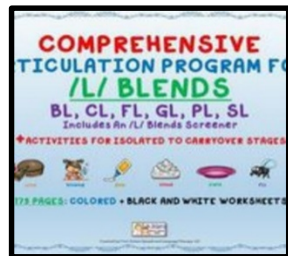 COMPREHENSIVE
RTICULATION PROGRAM FO
/L/ BLENDS
BL, CL, FL, GL, PL, SL
Includes An /L/ Blends Screener
+ACTIVITIES FOR ISOLATED TO CARRYOVER STAGES
PAGES: COLORED + BLACK AND WHITE WORKSHEETS